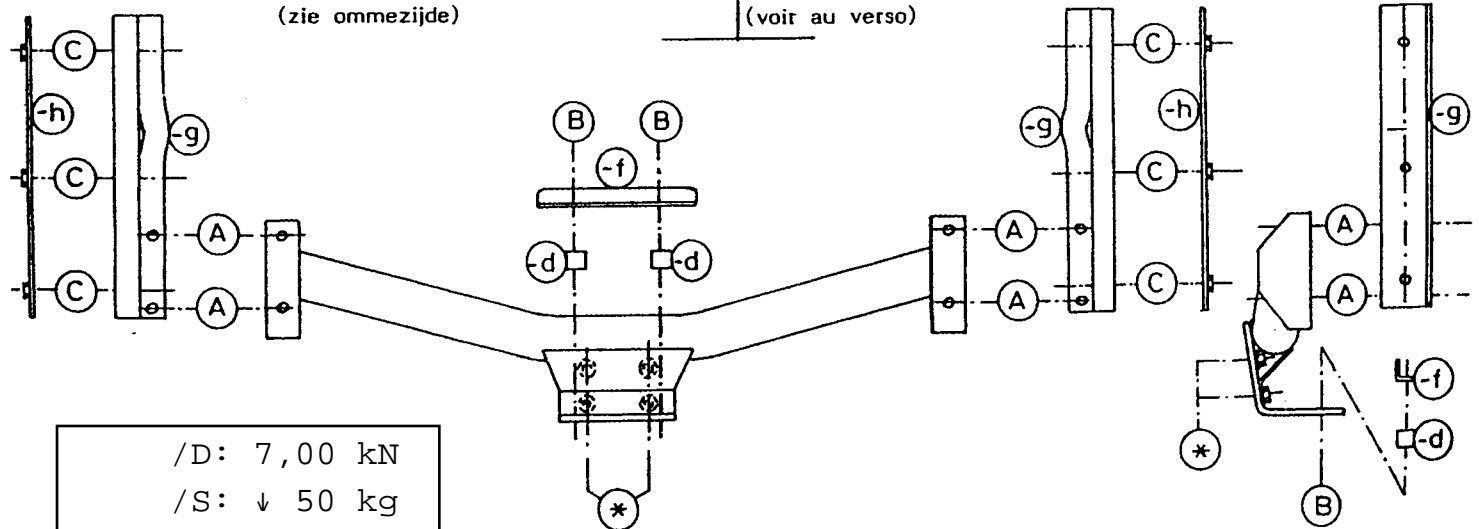 (zie ommezijde)
(voir au verso)
C
C
-h
-g
-h
-g
B
B
-g
-f
C
C
A
A
A
A
-d
-d
C
C
A
A
A
A
-f
/D: 7,00 kN
/S: ↓ 50 kg
-d
*
*
B